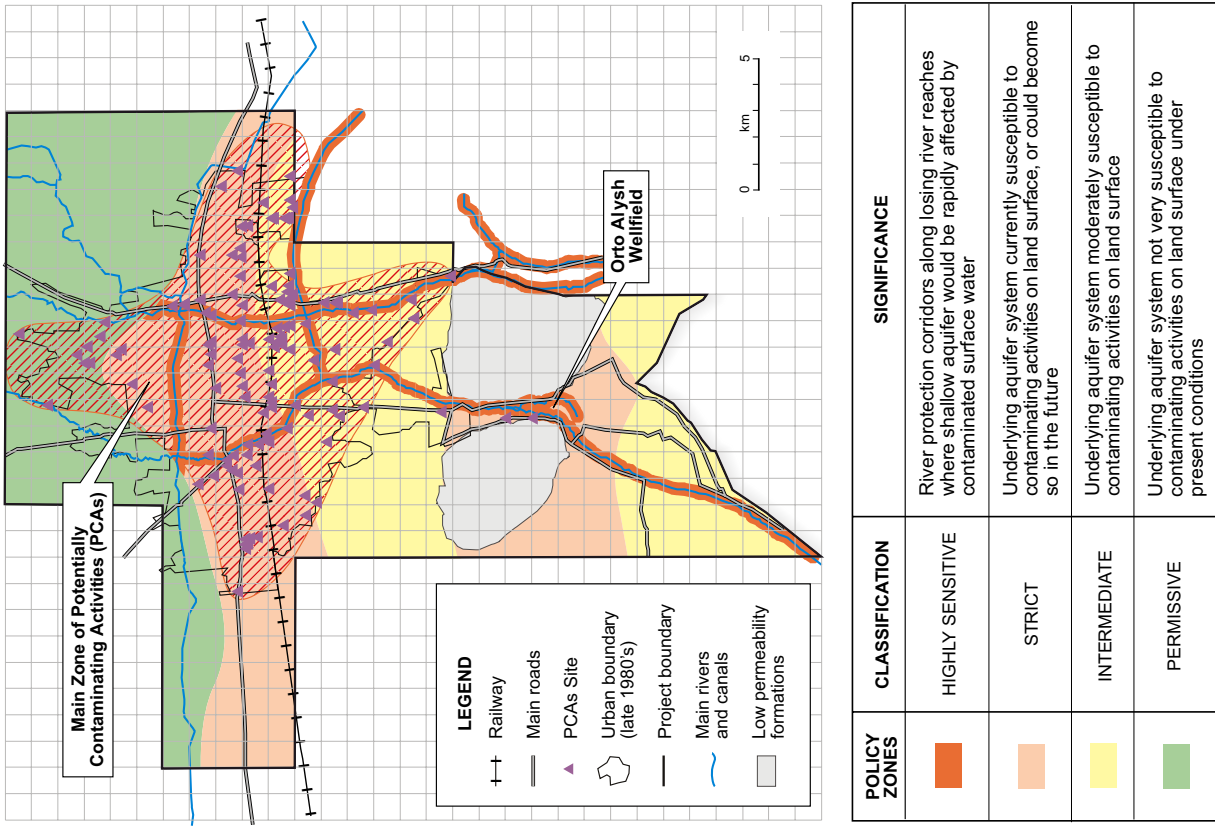 Main Zone of Potentially
Contaminating Activities (PCAs)
Orto Alysh
Wellfield
0
km
5
LEGEND
Railway
Main roads
PCAs Site
Urban boundary
(late 1980's)
Project boundary
Main rivers
and canals
Low permeability
formations
POLICY
ZONES
CLASSIFICATION
SIGNIFICANCE
HIGHLY SENSITIVE
River protection corridors along losing river reaches
where shallow aquifer would be rapidly affected by
contaminated surface water
STRICT
Underlying aquifer system currently susceptible to
contaminating activities on land surface, or could become
so in the future
INTERMEDIATE
Underlying aquifer system moderately susceptible to
contaminating activities on land surface
PERMISSIVE
Underlying aquifer system not very susceptible to
contaminating activities on land surface under
present conditions